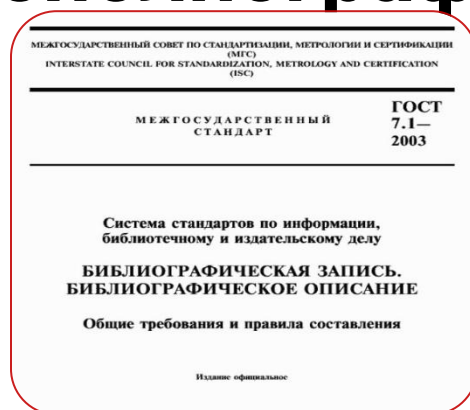 МЕЖГОСУДАРСТВЕННЫЙ СОВЕТ ПО СТАНДАРТИЗАЦИИ, МЕТРОЛОГИИ И СЕРТИФИКАЦИИ
(МГС)
INTERSTATE COUNCIL FOR STANDARDIZATION, METROLOGY AND CERTIFICATION
(ISC)
МЕЖГОСУДАРСТВЕННЫЙ
СТАНДАРТ
ГОСТ
7.1—
2003
Система стандартов по информации,
библиотечному и издательскому делу
БИБЛИОГРАФИЧЕСКАЯ ЗАПИСЬ.
БИБЛИОГРАФИЧЕСКОЕ ОПИСАНИЕ
Общие требования и правила составления
Издание официальное